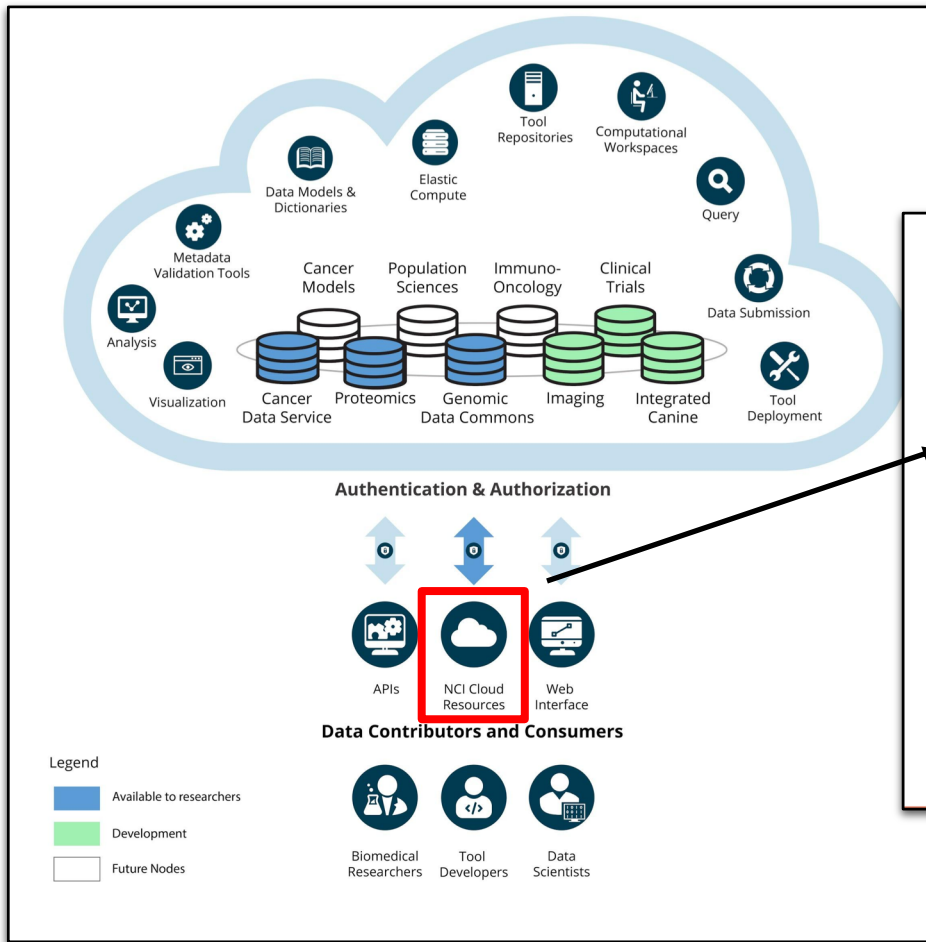 Tool
Repositories
Computational
Workspaces
Elastic
Compute
Data Models &
Dictionaries
Query
Metadata
Validation Tools
Cancer
Models
Population
Sciences
Immuno-
Oncology
Clinical
Trials
Data Submission
Analysis
Visualization
Cancer
Data Service
Proteomics
Genomic
Data Commons
Imaging
Integrated
Canine
Tool
Deployment
Authentication & Authorization
APIs
NCI Cloud
Resources
Web
Interface
Data Contributors and Consumers
Legend
Available to researchers
Development
Future Nodes
Biomedical
Researchers
Tool
Developers
Data
Scientists